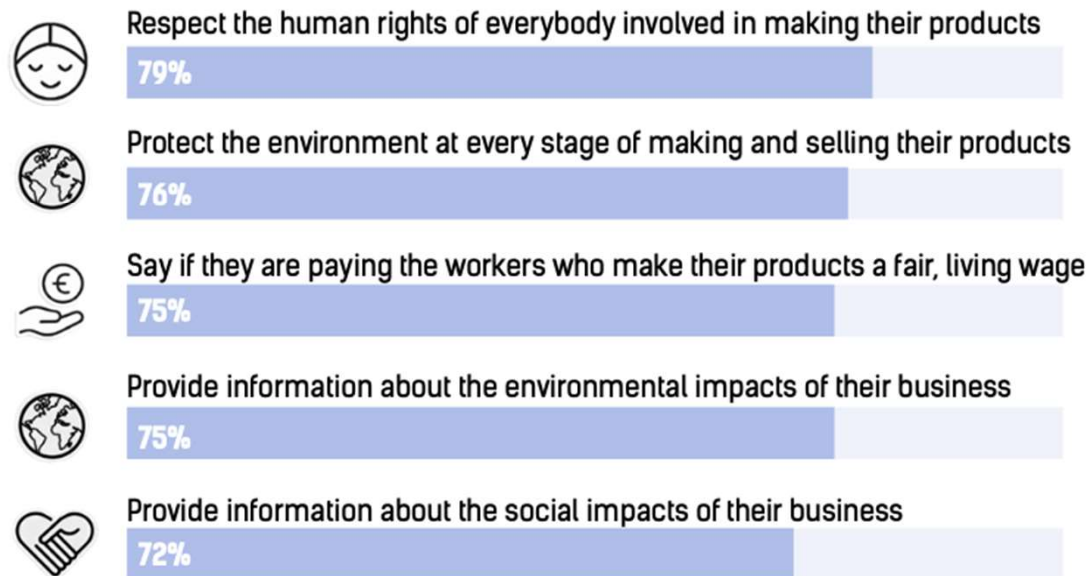 Respect the human rights of everybody involved in making their products
79%
Protect the environment at every stage of making and selling their products
76%
Say if they are paying the workers who make their products a fair, living wage
€
75%
Provide information about the environmental impacts of their business
75%
Provide information about the social impacts of their business
72%